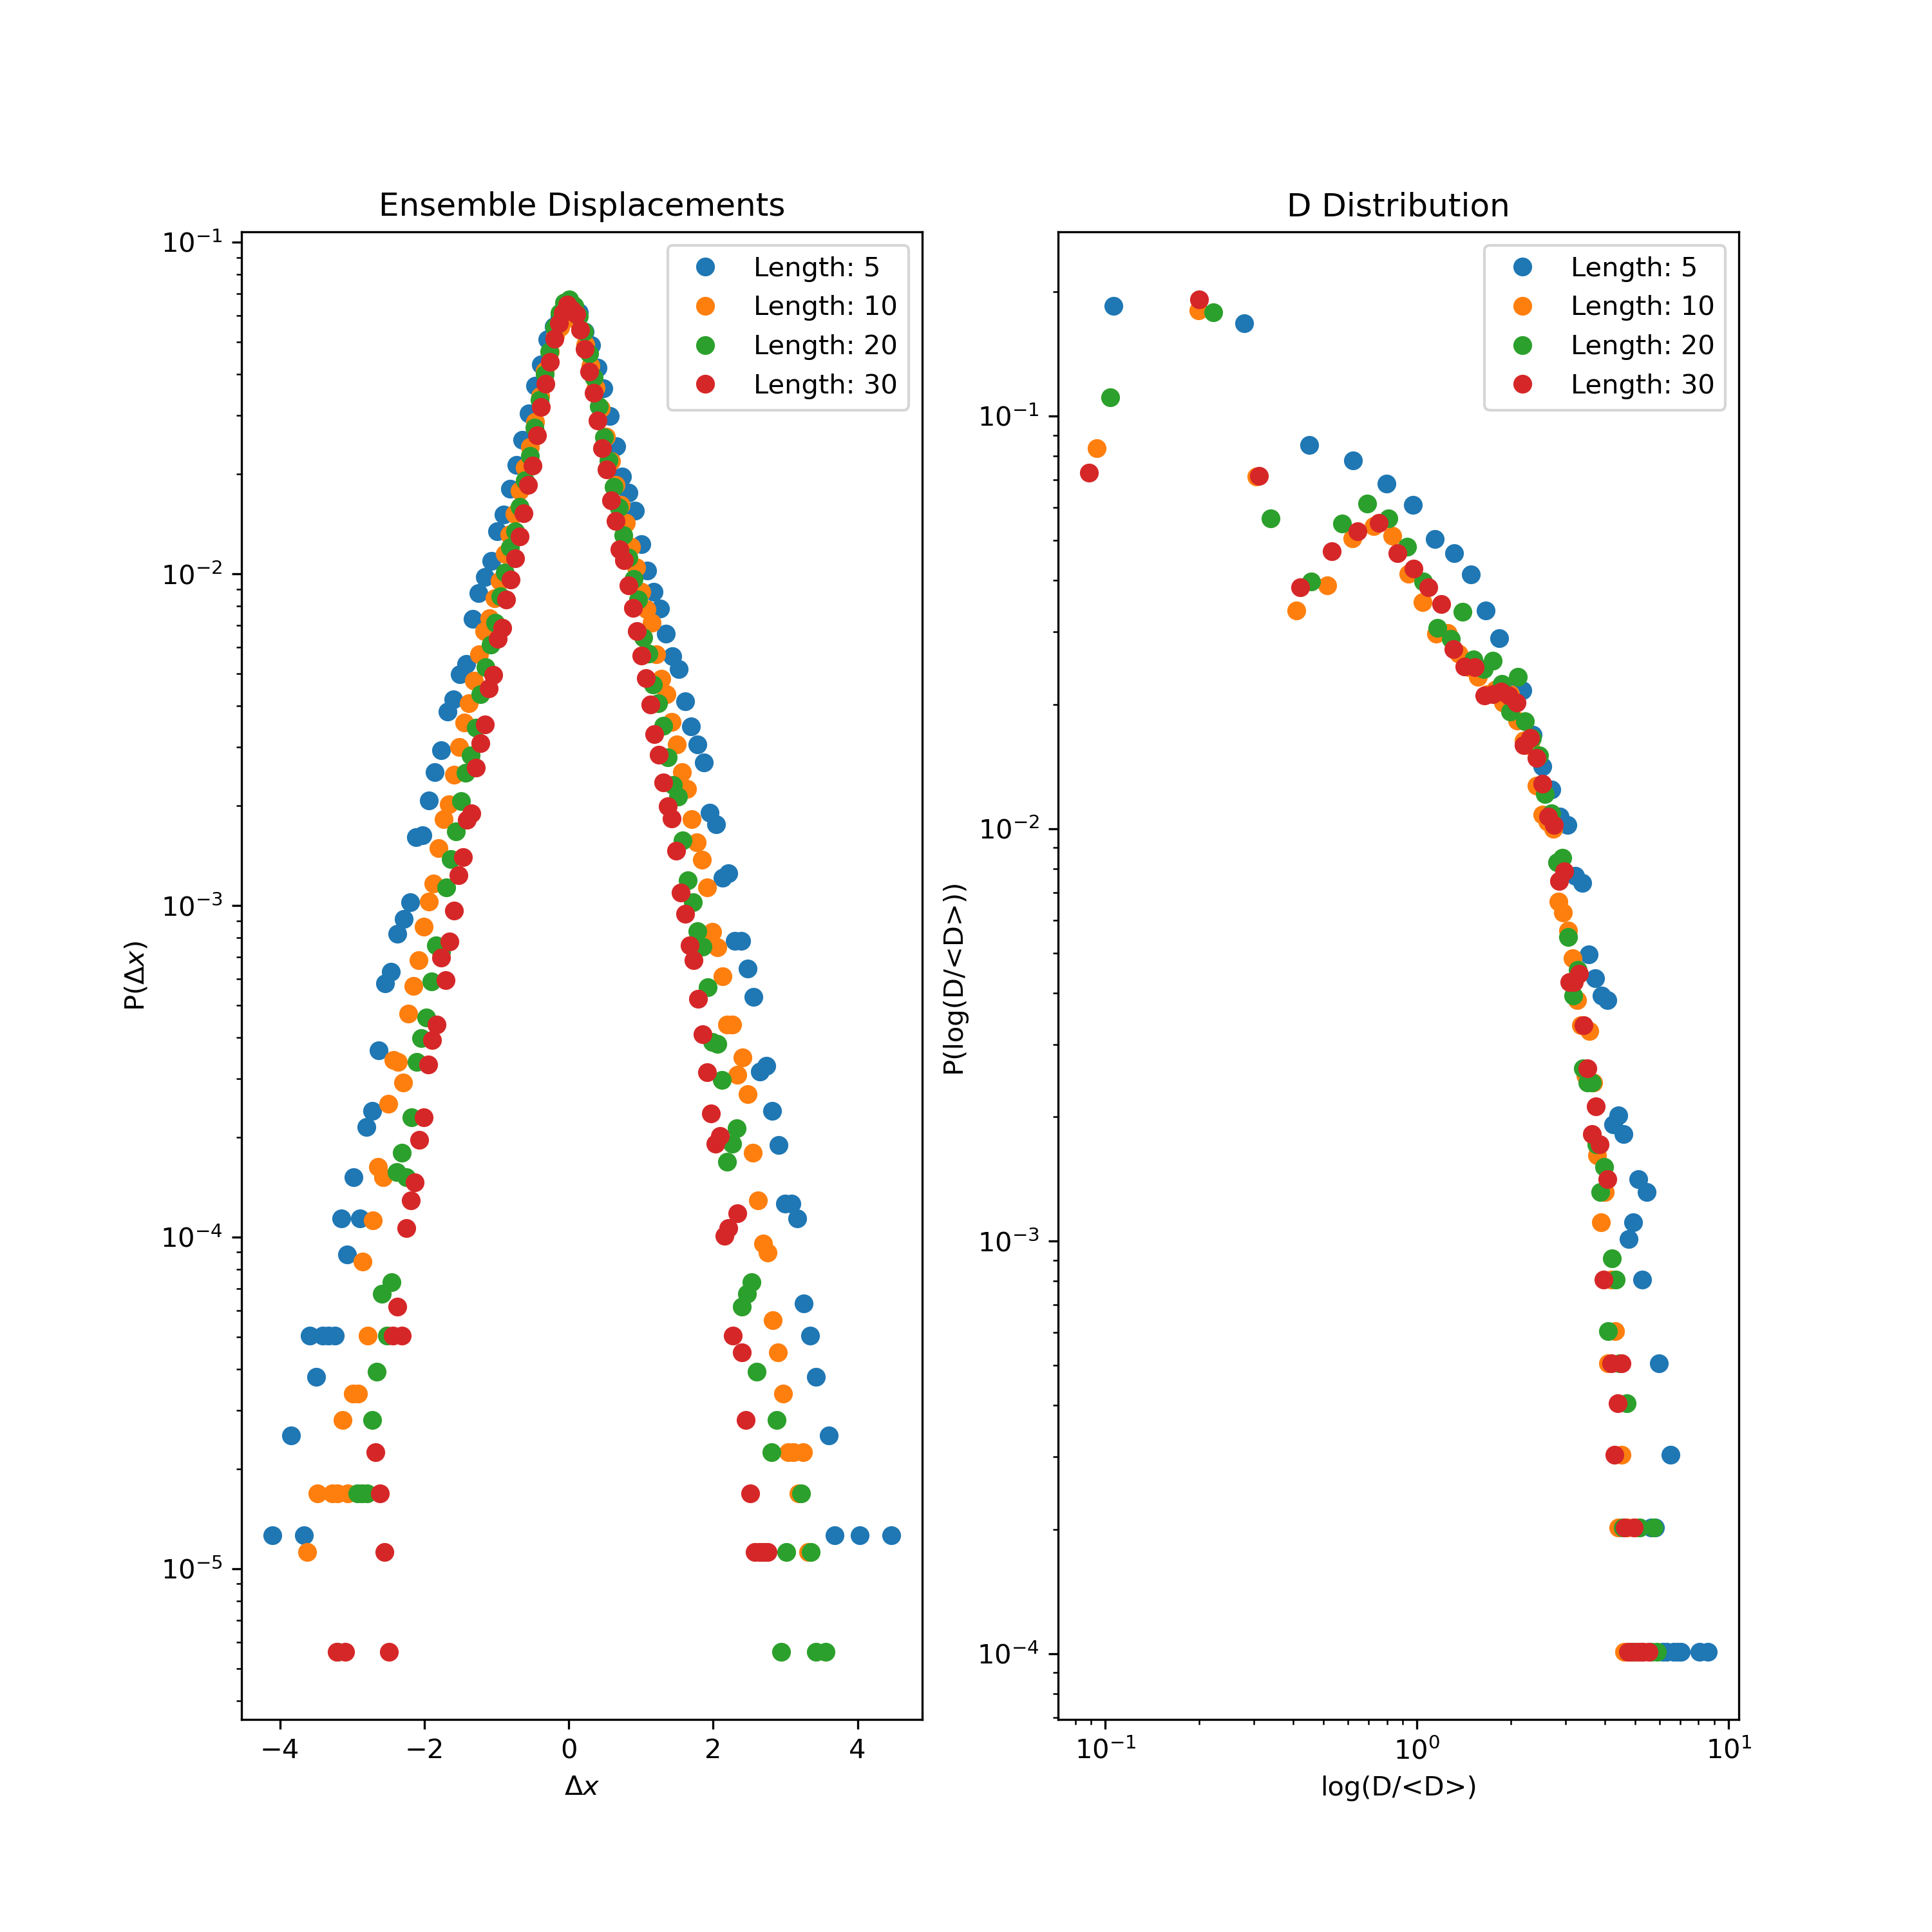 Ensemble Displacements
10⁻¹
10⁻²
10⁻³
10⁻⁴
10⁻⁵
P(Δx)
−4
−2
0
2
4
Δx
Length: 5
Length: 10
Length: 20
Length: 30
D Distribution
10⁻¹
10⁻²
10⁻³
10⁻⁴
P(log(D/<D>))
10⁻¹
10⁰
10¹
log(D/<D>)
Length: 5
Length: 10
Length: 20
Length: 30